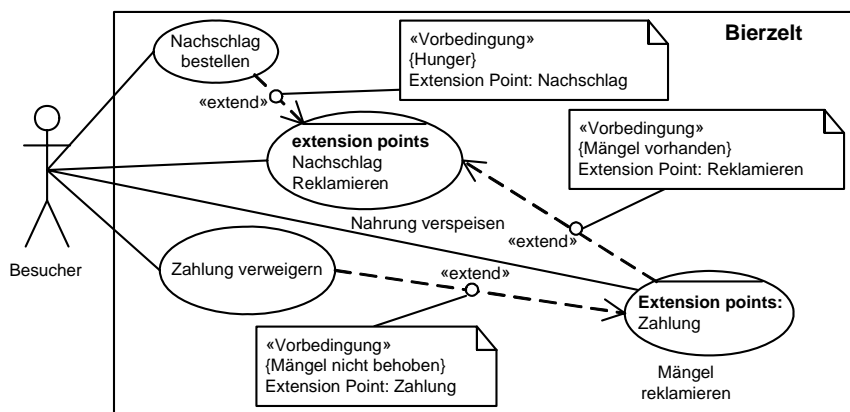 Bierzelt
Nachschlag
bestellen
«Vorbedingung»
{Hunger}
Extension Point: Nachschlag
«extend»
extension points
Nachschlag
Reklamieren
«Vorbedingung»
{Mängel vorhanden}
Extension Point: Reklamieren
Nahrung verspeisen
«extend»
Besucher
Zahlung verweigern
«extend»
Extension points:
Zahlung
«Vorbedingung»
{Mängel nicht behoben}
Extension Point: Zahlung
Mängel
reklamieren